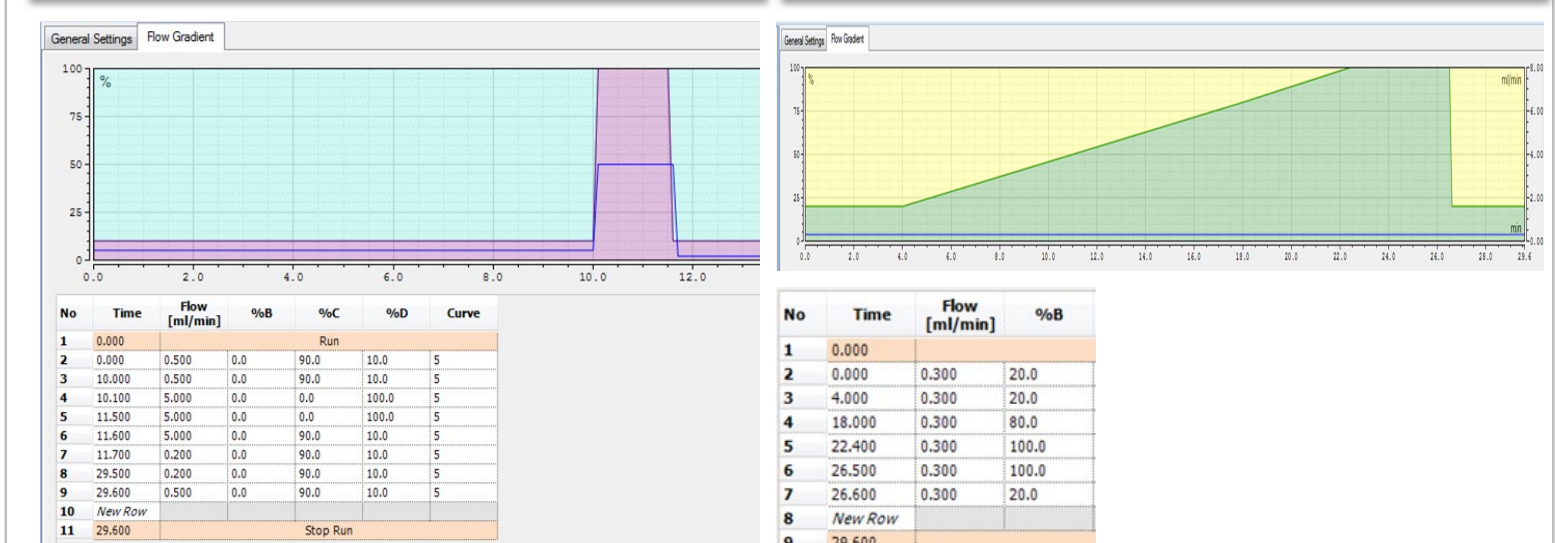 General Settings Flow Gradient
100
%
75
50
25
0
0.0 2.0 4.0 6.0 8.0 10.0 12.0
No Time Flow [ml/min] %B %C %D Curve
1 0.000 Run
2 0.000 0.500 0.0 90.0 10.0 5
3 10.000 0.500 0.0 90.0 10.0 5
4 10.100 5.000 0.0 0.0 100.0 5
5 11.500 5.000 0.0 0.0 100.0 5
6 11.600 5.000 0.0 90.0 10.0 5
7 11.700 0.200 0.0 90.0 10.0 5
8 29.500 0.200 0.0 90.0 10.0 5
9 29.600 0.500 0.0 90.0 10.0 5
10 New Row
11 29.600 Stop Run
General Settings Flow Gradient
100 % ml/min 8.00
75 6.00
50 4.00
25 2.00
min
0 0.00
0.0 2.0 4.0 6.0 8.0 10.0 12.0 14.0 16.0 18.0 20.0 22.0 24.0 26.0 28.0 29.6
No Time Flow [ml/min] %B
1 0.000
2 0.000 0.300 20.0
3 4.000 0.300 20.0
4 18.000 0.300 80.0
5 22.400 0.300 100.0
6 26.500 0.300 100.0
7 26.600 0.300 20.0
8 New Row
9 29.600